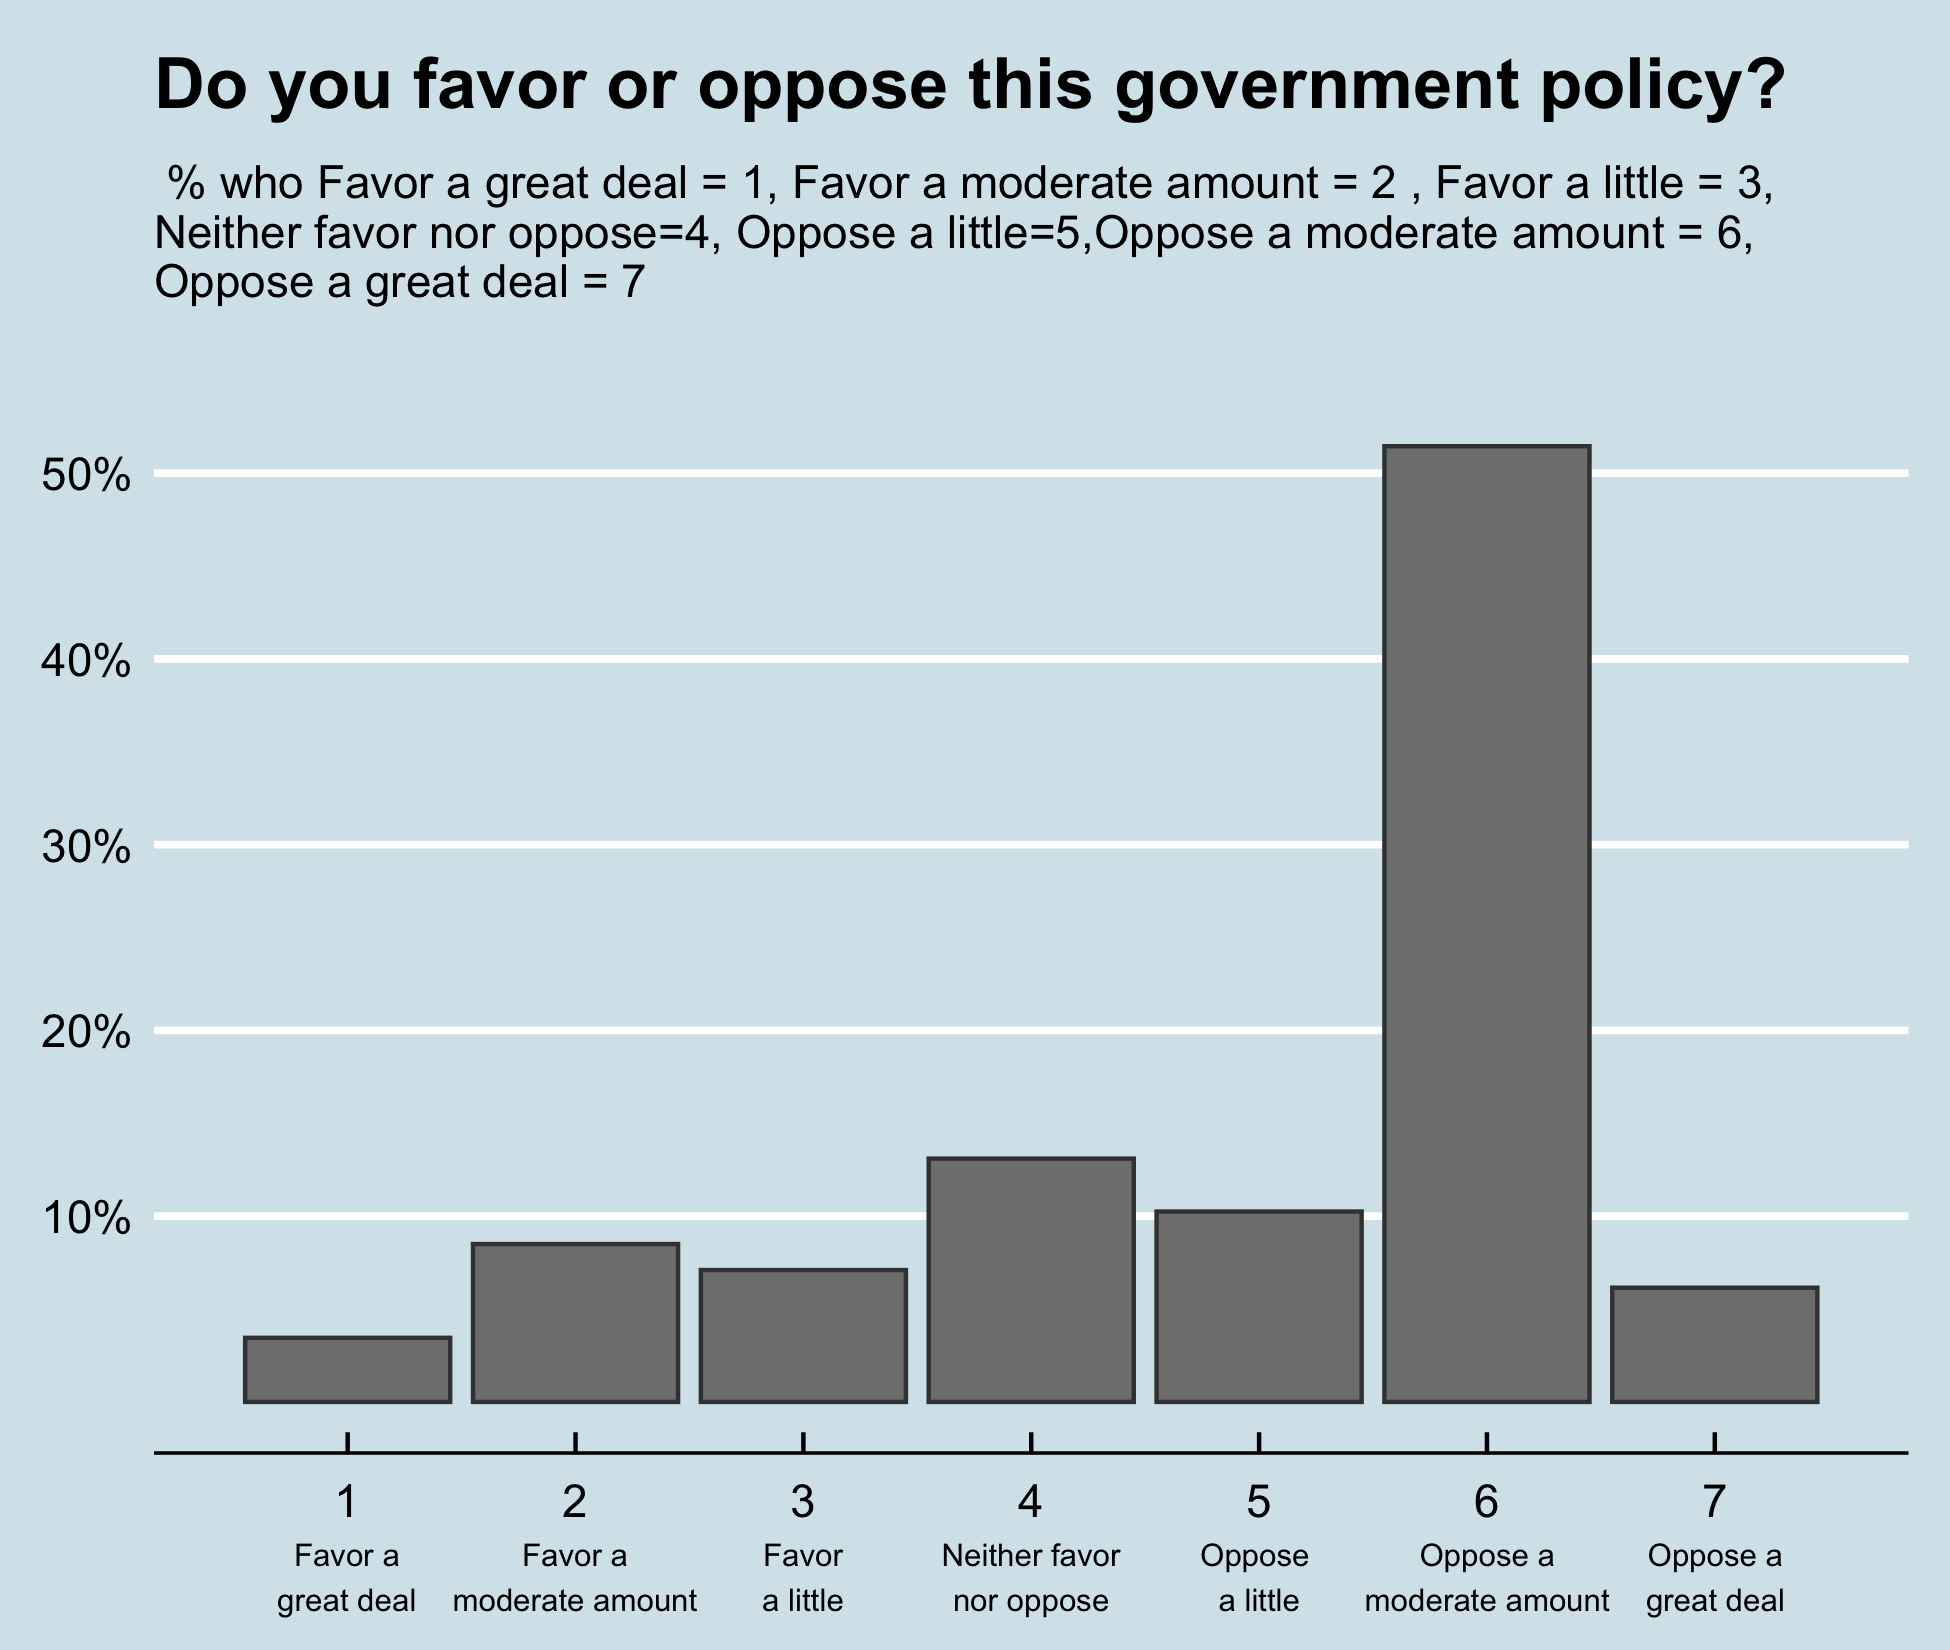 Do you favor or oppose this government policy?
% who Favor a great deal = 1, Favor a moderate amount = 2 , Favor a little = 3,
Neither favor nor oppose=4, Oppose a little=5,Oppose a moderate amount = 6,
Oppose a great deal = 7
50%
40%
30%
20%
10%
1 2 3 4 5 6 7
Favor a Favor a Favor Neither favor Oppose Oppose a Oppose a
great deal moderate amount a little nor oppose a little moderate amount great deal